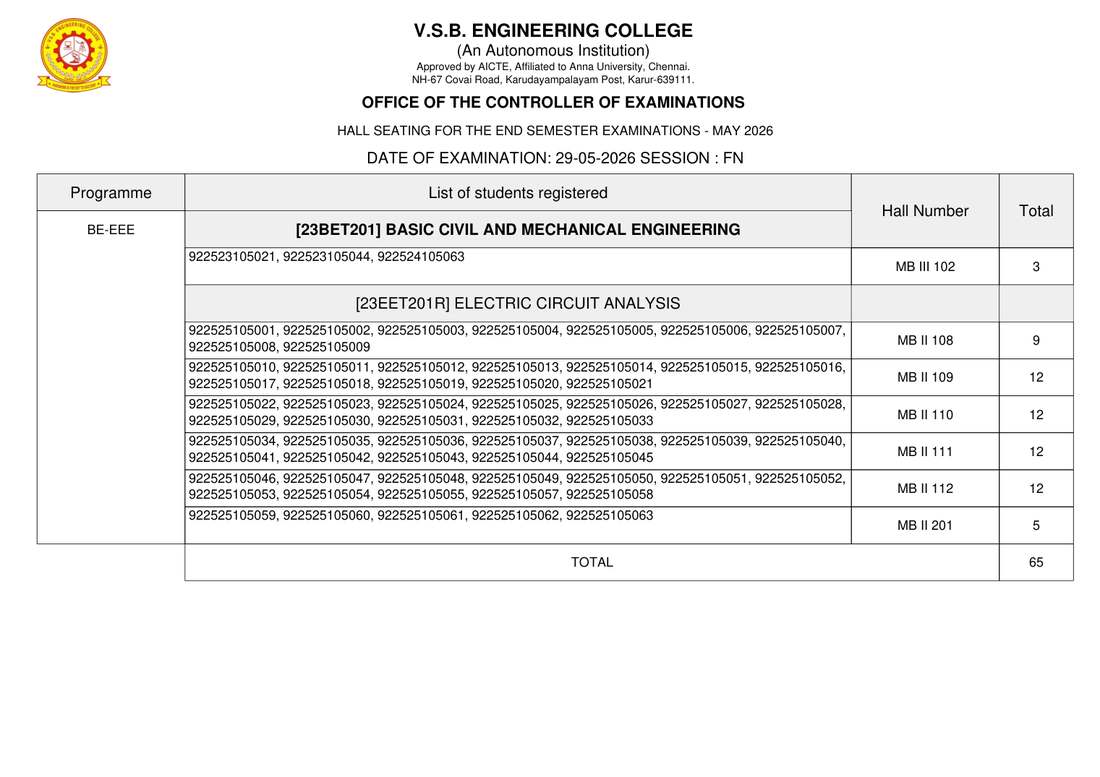 V.S.B. ENGINEERING COLLEGE
(An Autonomous Institution)
Approved by AICTE, Affiliated to Anna University, Chennai.
NH-67 Covai Road, Karudayampalayam Post, Karur-639111.
OFFICE OF THE CONTROLLER OF EXAMINATIONS
HALL SEATING FOR THE END SEMESTER EXAMINATIONS - MAY 2026
DATE OF EXAMINATION: 29-05-2026 SESSION : FN
Programme List of students registered Hall Number Total
BE-EEE [23BET201] BASIC CIVIL AND MECHANICAL ENGINEERING
922523105021, 922523105044, 922524105063 MB III 102 3
[23EET201R] ELECTRIC CIRCUIT ANALYSIS
922525105001, 922525105002, 922525105003, 922525105004, 922525105005, 922525105006, 922525105007,
922525105008, 922525105009 MB II 108 9
922525105010, 922525105011, 922525105012, 922525105013, 922525105014, 922525105015, 922525105016,
922525105017, 922525105018, 922525105019, 922525105020, 922525105021 MB II 109 12
922525105022, 922525105023, 922525105024, 922525105025, 922525105026, 922525105027, 922525105028,
922525105029, 922525105030, 922525105031, 922525105032, 922525105033 MB II 110 12
922525105034, 922525105035, 922525105036, 922525105037, 922525105038, 922525105039, 922525105040,
922525105041, 922525105042, 922525105043, 922525105044, 922525105045 MB II 111 12
922525105046, 922525105047, 922525105048, 922525105049, 922525105050, 922525105051, 922525105052,
922525105053, 922525105054, 922525105055, 922525105057, 922525105058 MB II 112 12
922525105059, 922525105060, 922525105061, 922525105062, 922525105063 MB II 201 5
TOTAL 65